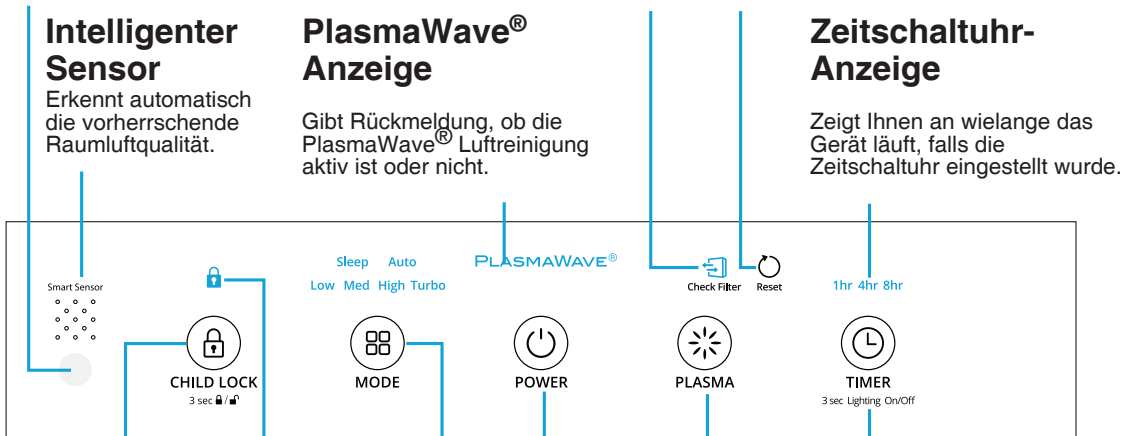 Intelligenter
Sensor
Erkennt automatisch
die vorherrschende
Raumluftqualität.
PlasmaWave®
Anzeige
Gibt Rückmeldung, ob die
PlasmaWave® Luftreinigung
aktiv ist oder nicht.
Zeitschaltuhr-
Anzeige
Zeigt Ihnen an wielange das
Gerät läuft, falls die
Zeitschaltuhr eingestellt wurde.
Smart Sensor
Sleep Auto
Low Med High Turbo
PLASMAWAVE®
Check Filter
Reset
1hr 4hr 8hr
CHILD LOCK
3 sec /
MODE
POWER
PLASMA
TIMER
3 sec Lighting On/Off